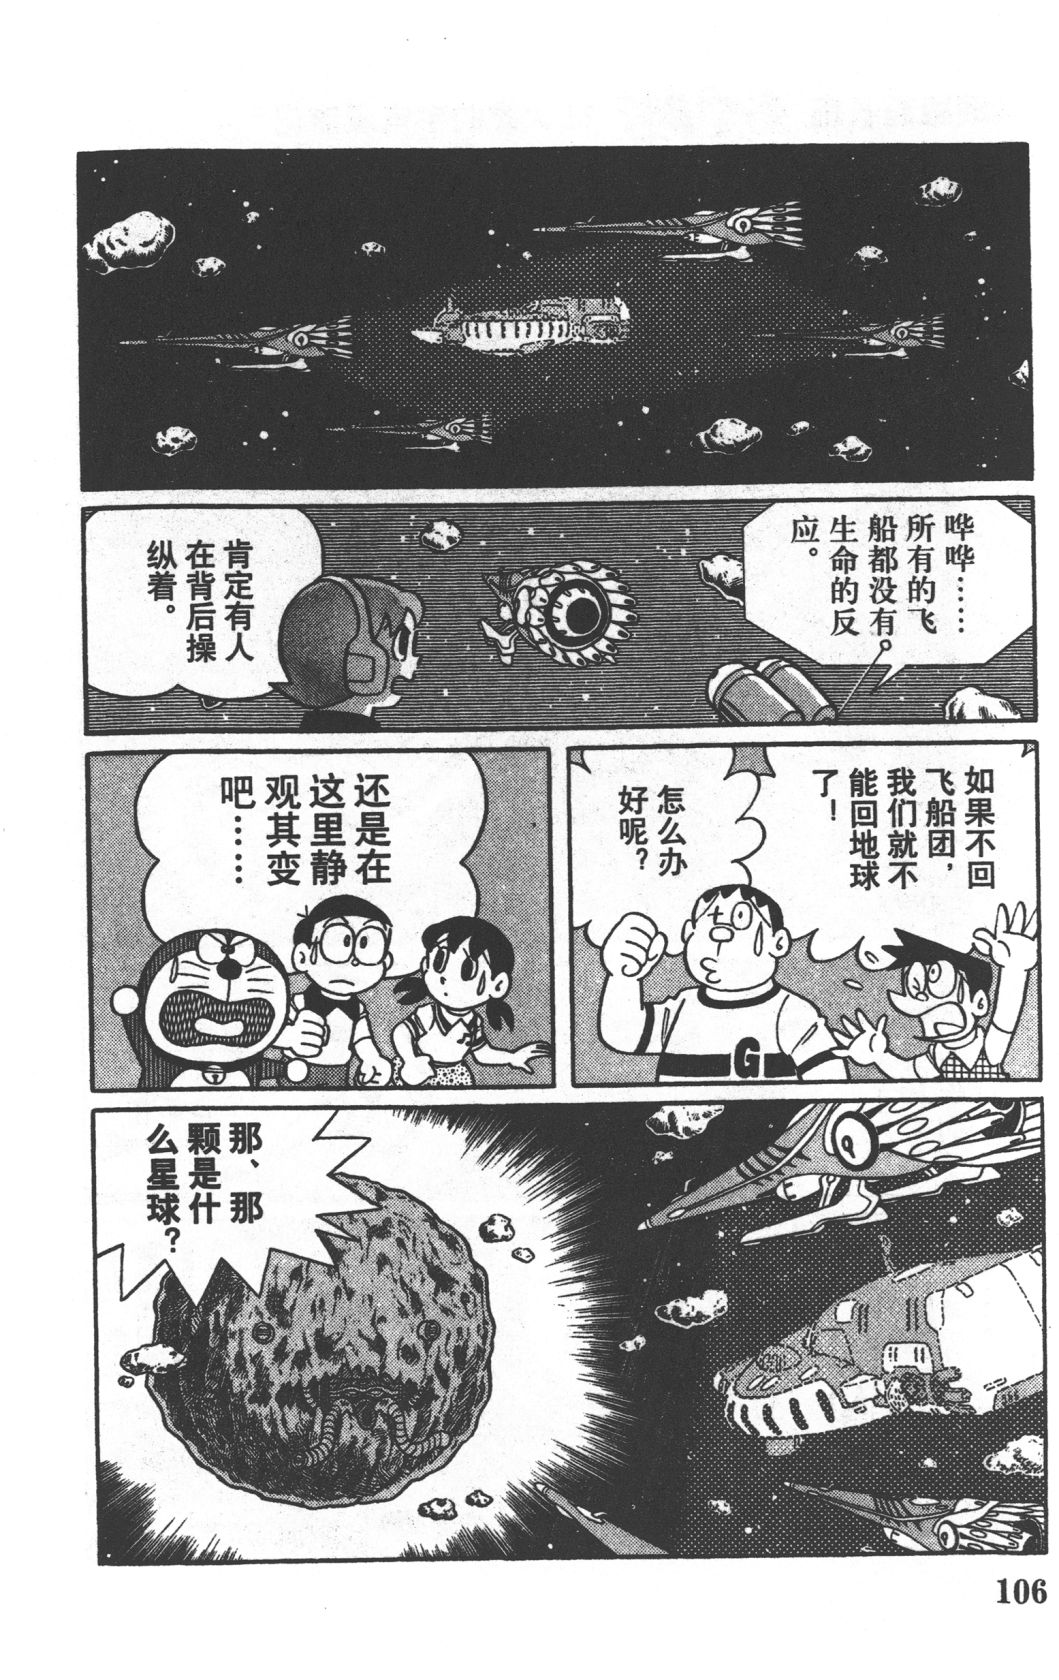 哗哗……
所有的飞
船都没有
生命的反
应。
肯定有人
在背后操
纵着。
如果不回
飞船团，
我们就不
能回地球
了！
怎么办
好呢？
G
还是在
这里静
观其变
吧……
那、那
颗是什
么星球？
106